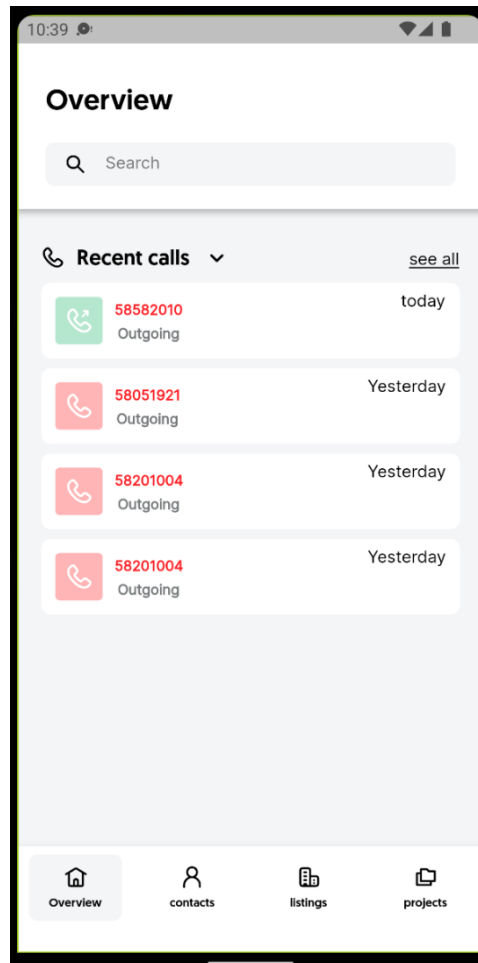 10:39
Overview
Search
Recent calls see all
58582010 today
Outgoing
58051921 Yesterday
Outgoing
58201004 Yesterday
Outgoing
58201004 Yesterday
Outgoing
Overview contacts listings projects